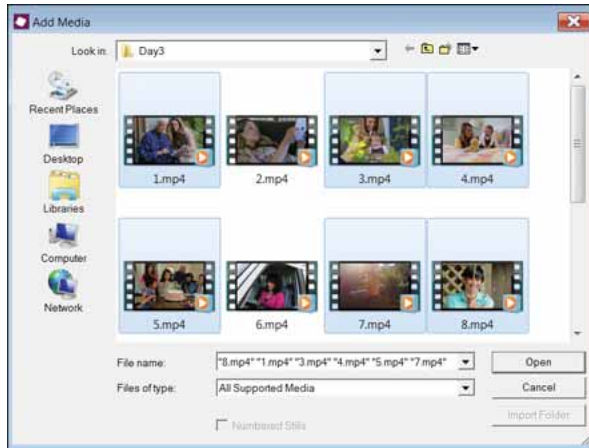 Add Media
Look in:
Day3
Recent Places
Desktop
Libraries
Computer
Network
1.mp4
2.mp4
3.mp4
4.mp4
5.mp4
6.mp4
7.mp4
8.mp4
File name:
"8.mp4" "1.mp4" "3.mp4" "4.mp4" "5.mp4" "7.mp4"
Open
Files of type:
All Supported Media
Cancel
Numbered Stills
Import Folder